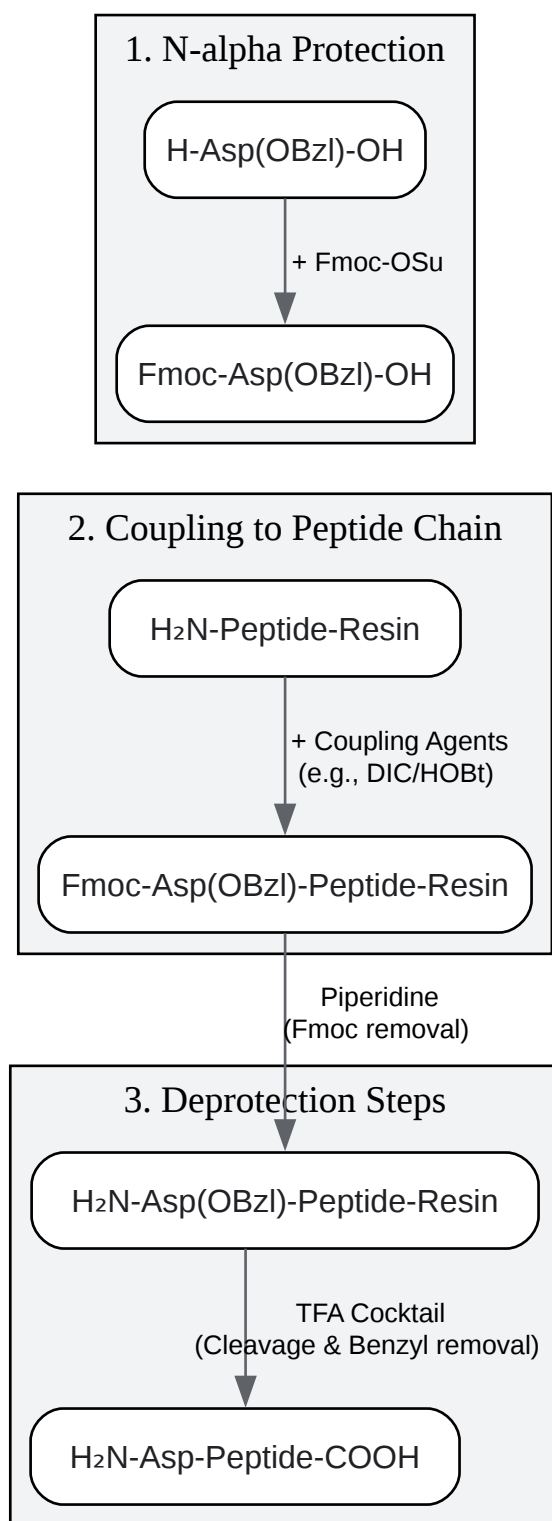 1. N-alpha Protection
H-Asp(OBzl)-OH
+ Fmoc-OSu
Fmoc-Asp(OBzl)-OH
2. Coupling to Peptide Chain
H₂N-Peptide-Resin
+ Coupling Agents
(e.g., DIC/HOBt)
Fmoc-Asp(OBzl)-Peptide-Resin
Piperidine
(Fmoc removal)
3. Deprotection Steps
H₂N-Asp(OBzl)-Peptide-Resin
TFA Cocktail
(Cleavage & Benzyl removal)
H₂N-Asp-Peptide-COOH